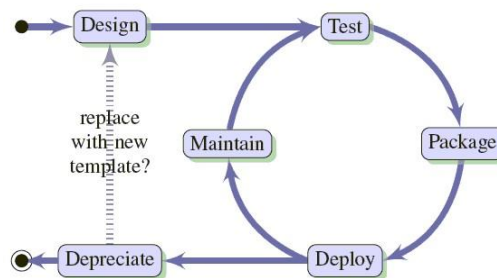 Design
Test
replace
with new
template?
Maintain
Package
Depreciate
Deploy